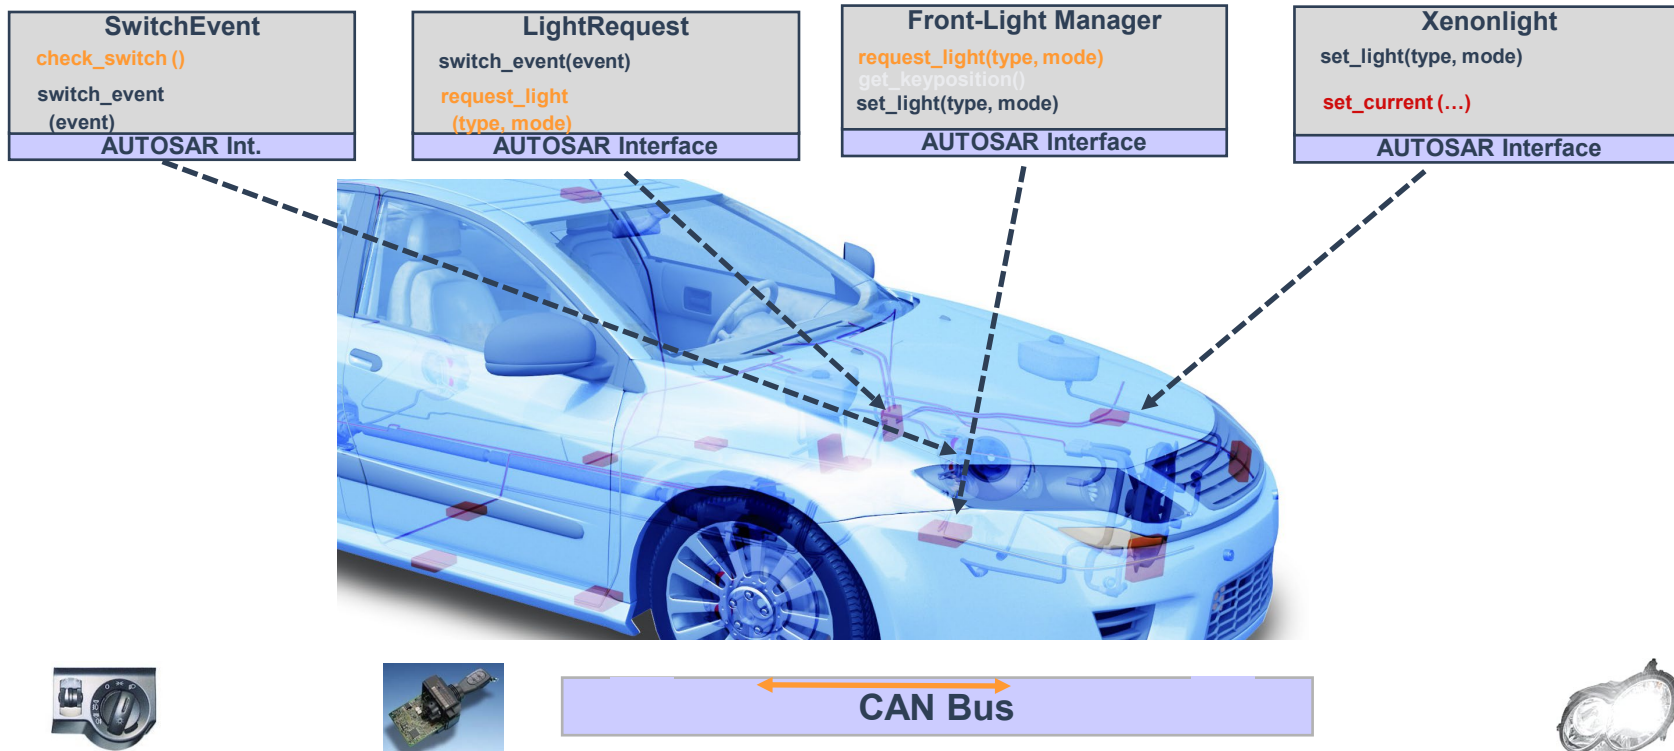 SwitchEvent
check_switch ()
switch_event
(event)
AUTOSAR Int.
LightRequest
switch_event(event)
request_light
(type, mode)
AUTOSAR Interface
Front-Light Manager
request_light(type, mode)
get_keyposition()
set_light(type, mode)
AUTOSAR Interface
Xenonlight
set_light(type, mode)
set_current (…)
AUTOSAR Interface
CAN Bus